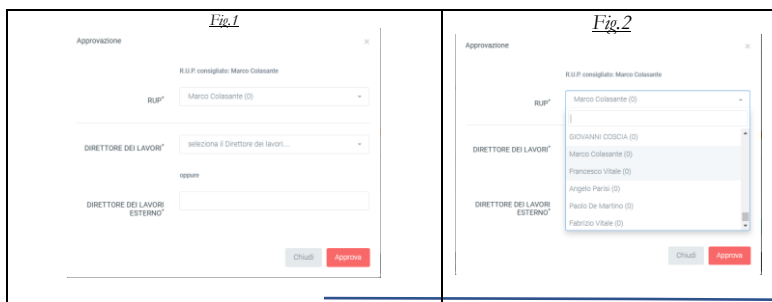 Fig.1
Approvazione
×
R.U.P. consigliato: Marco Colasante
RUP*
Marco Colasante (0)
DIRETTORE DEI LAVORI*
seleziona il Direttore dei lavori...
oppure
DIRETTORE DEI LAVORI
ESTERNO*
Chiudi
Approva
Fig.2
Approvazione
×
R.U.P. consigliato: Marco Colasante
RUP*
Marco Colasante (0)
GIOVANNI COSCIA (0)
Marco Colasante (0)
DIRETTORE DEI LAVORI*
Francesco Vitale (0)
Angelo Parisi (0)
DIRETTORE DEI LAVORI
ESTERNO*
Paolo De Martino (0)
Fabrizio Vitale (0)
Chiudi
Approva